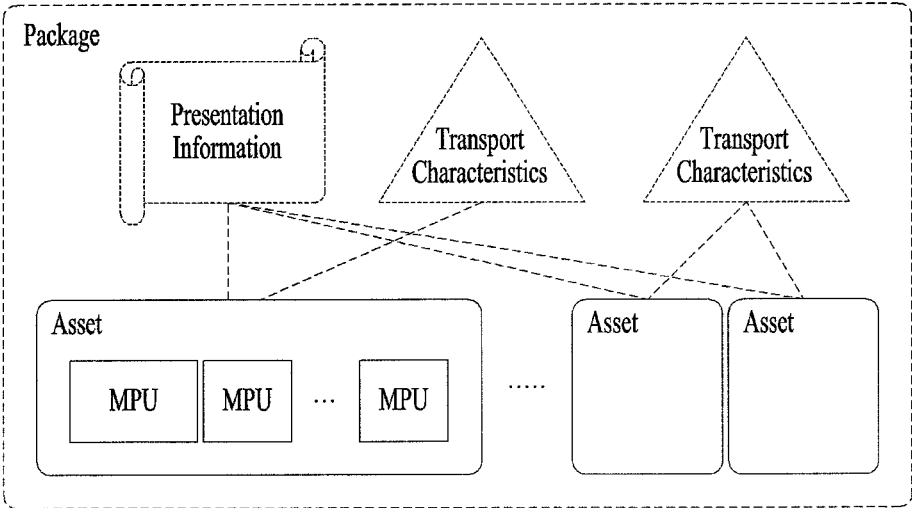 Package
Presentation
Information
Transport
Characteristics
Transport
Characteristics
Asset
MPU
MPU
...
MPU
.....
Asset
Asset